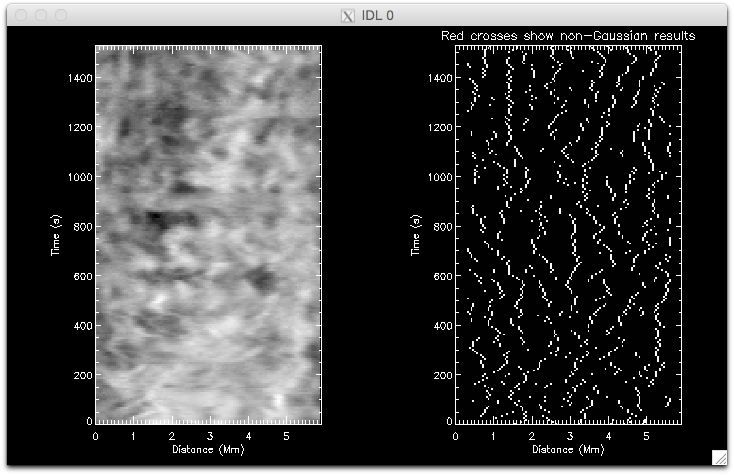 IDL 0
Red crosses show non-Gaussian results
Time (s)
1400
1200
1000
800
600
400
200
0
0 1 2 3 4 5
Distance (Mm)
Time (s)
1400
1200
1000
800
600
400
200
0
0 1 2 3 4 5
Distance (Mm)